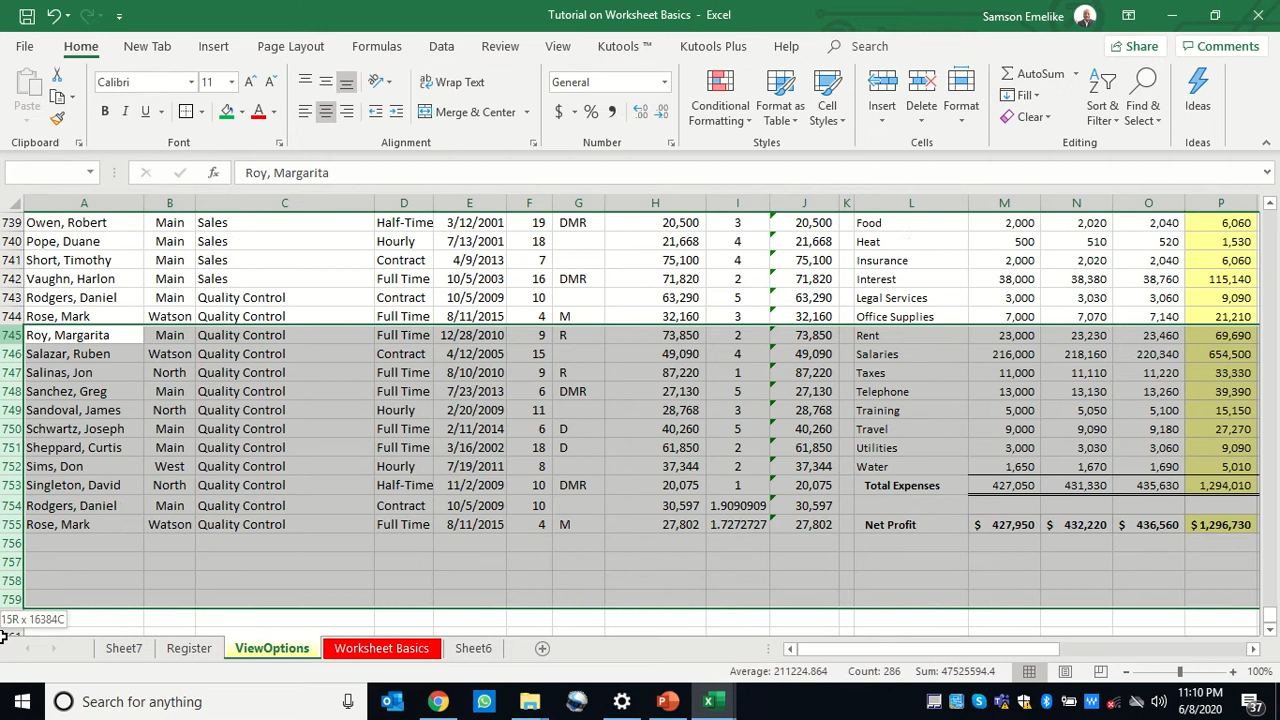 Tutorial on Worksheet Basics - Excel
Samson Emelike
File Home New Tab Insert Page Layout Formulas Data Review View Kutools ™ Kutools Plus Help Search Share Comments
Paste Calibri 11 B I U A Wrap Text Merge & Center General $ % Conditional Formatting Format as Table Cell Styles Insert Delete Format AutoSum Fill Clear Sort & Filter Find & Select Ideas
Clipboard Font Alignment Number Styles Cells Editing Ideas
fx Roy, Margarita
A B C D E F G H I J K L M N O P
739 Owen, Robert Main Sales Half-Time 3/12/2001 19 DMR 20,500 3 20,500 Food 2,000 2,020 2,040 6,060
740 Pope, Duane Main Sales Hourly 7/13/2001 18 21,668 4 21,668 Heat 500 510 520 1,530
741 Short, Timothy Main Sales Contract 4/9/2013 7 75,100 4 75,100 Insurance 2,000 2,020 2,040 6,060
742 Vaughn, Harlon Main Sales Full Time 10/5/2003 16 DMR 71,820 2 71,820 Interest 38,000 38,380 38,760 115,140
743 Rodgers, Daniel Main Quality Control Contract 10/5/2009 10 63,290 5 63,290 Legal Services 3,000 3,030 3,060 9,090
744 Rose, Mark Watson Quality Control Full Time 8/11/2015 4 M 32,160 3 32,160 Office Supplies 7,000 7,070 7,140 21,210
745 Roy, Margarita Main Quality Control Full Time 12/28/2010 9 R 73,850 2 73,850 Rent 23,000 23,230 23,460 69,690
746 Salazar, Ruben Watson Quality Control Contract 4/12/2005 15 49,090 4 49,090 Salaries 216,000 218,160 220,340 654,500
747 Salinas, Jon North Quality Control Full Time 8/10/2010 9 R 87,220 1 87,220 Taxes 11,000 11,110 11,220 33,330
748 Sanchez, Greg Main Quality Control Full Time 7/23/2013 6 DMR 27,130 5 27,130 Telephone 13,000 13,130 13,260 39,390
749 Sandoval, James North Quality Control Hourly 2/20/2009 11 28,768 3 28,768 Training 5,000 5,050 5,100 15,150
750 Schwartz, Joseph Main Quality Control Full Time 2/11/2014 6 D 40,260 5 40,260 Travel 9,000 9,090 9,180 27,270
751 Sheppard, Curtis Main Quality Control Full Time 3/16/2002 18 D 61,850 2 61,850 Utilities 3,000 3,030 3,060 9,090
752 Sims, Don West Quality Control Hourly 7/19/2011 8 37,344 2 37,344 Water 1,650 1,670 1,690 5,010
753 Singleton, David North Quality Control Half-Time 11/2/2009 10 DMR 20,075 1 20,075 Total Expenses 427,050 431,330 435,630 1,294,010
754 Rodgers, Daniel Main Quality Control Contract 10/5/2009 10 30,597 1.9090909 30,597
755 Rose, Mark Watson Quality Control Full Time 8/11/2015 4 M 27,802 1.7272727 27,802 Net Profit $ 427,950 $ 432,220 $ 436,560 $ 1,296,730
756
757
758
759
15R x 16384C
Sheet7 Register ViewOptions Worksheet Basics Sheet6
Average: 211224.864 Count: 286 Sum: 47525594.4 100%
Search for anything
11:10 PM
6/8/2020
37